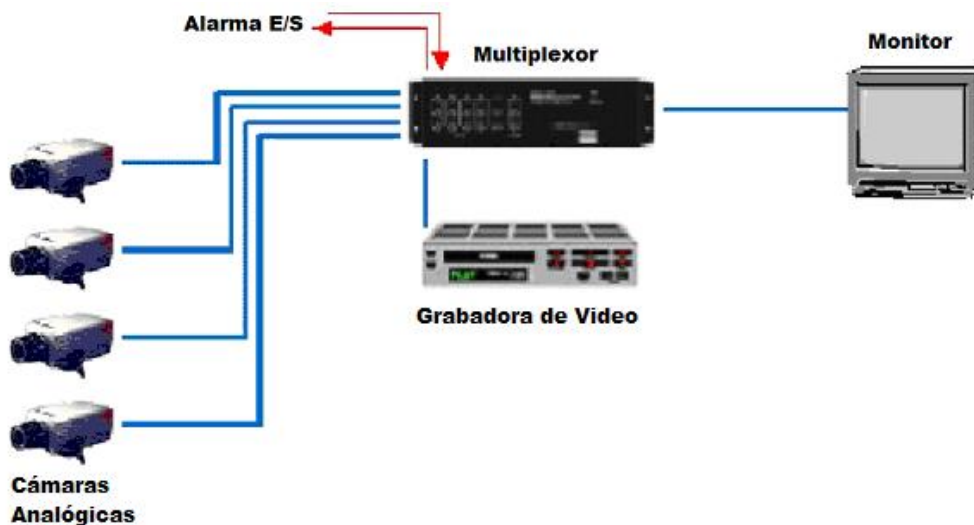 Alarma E/S
Multiplexor
Monitor
Grabadora de Video
Cámaras
Analógicas